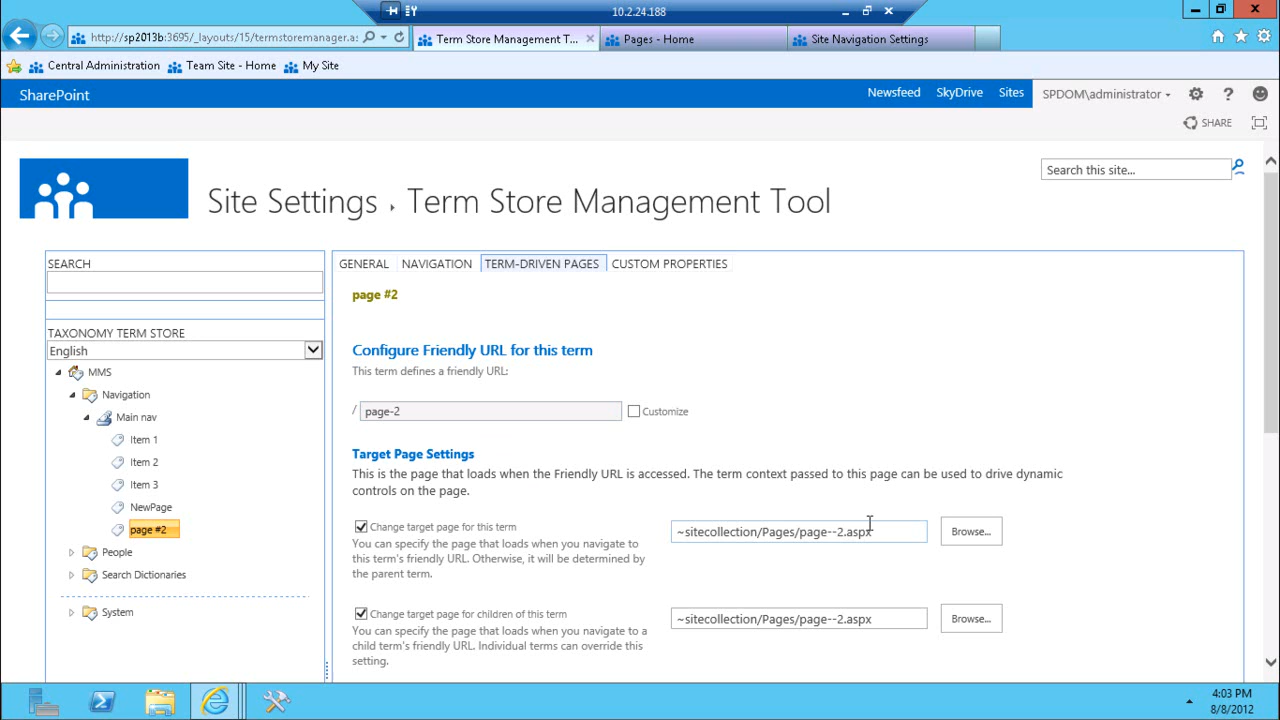 10.2.24.188
http://sp2013b:3695/_layouts/15/termstoremanager.a:
Term Store Management T...
Pages - Home
Site Navigation Settings
Central Administration
Team Site - Home
My Site
SharePoint
Newsfeed
SkyDrive
Sites
SPDOM\administrator
?
SHARE
Search this site...
Site Settings ▸ Term Store Management Tool
SEARCH
TAXONOMY TERM STORE
English
MMS
Navigation
Main nav
Item 1
Item 2
Item 3
NewPage
page #2
People
Search Dictionaries
System
GENERAL
NAVIGATION
TERM-DRIVEN PAGES
CUSTOM PROPERTIES
page #2
Configure Friendly URL for this term
This term defines a friendly URL:
/ page-2
Customize
Target Page Settings
This is the page that loads when the Friendly URL is accessed. The term context passed to this page can be used to drive dynamic
controls on the page.
Change target page for this term
You can specify the page that loads when you navigate to
this term's friendly URL. Otherwise, it will be determined by
the parent term.
~sitecollection/Pages/page--2.aspx
Browse...
Change target page for children of this term
You can specify the page that loads when you navigate to a
child term's friendly URL. Individual terms can override this
setting.
~sitecollection/Pages/page--2.aspx
Browse...
4:03 PM
8/8/2012